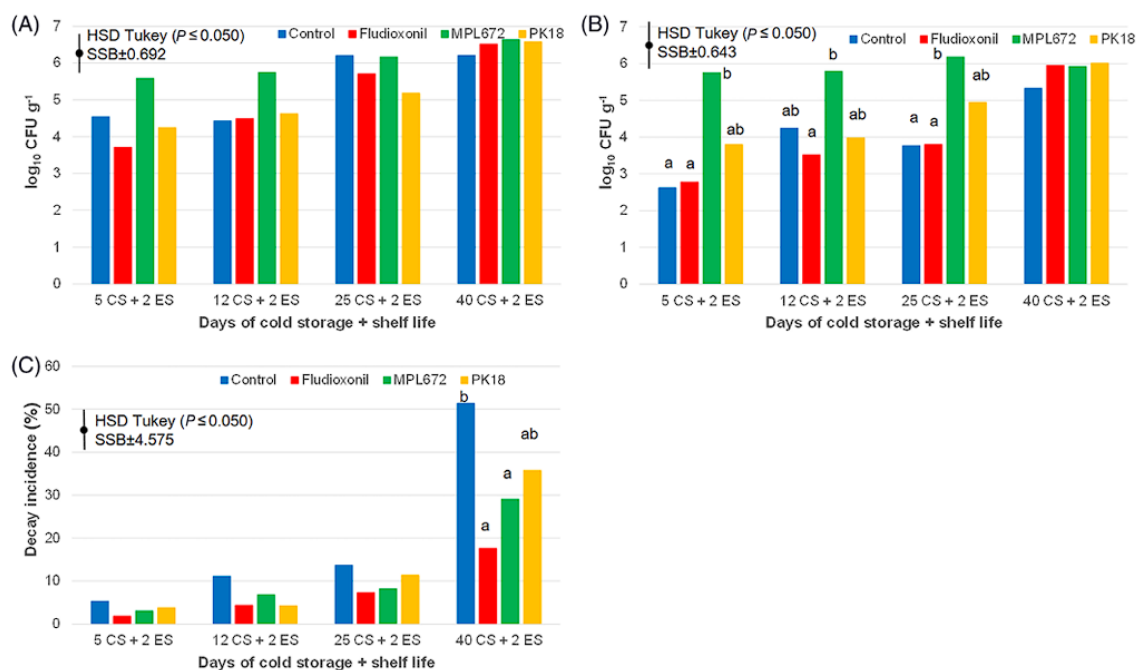 (A)
HSD Tukey (P ≤ 0.050)
SSB±0.692
Control Fludioxonil MPL672 PK18
log10 CFU g-1
7
6
5
4
3
2
1
0
5 CS + 2 ES 12 CS + 2 ES 25 CS + 2 ES 40 CS + 2 ES
Days of cold storage + shelf life
(B)
HSD Tukey (P ≤ 0.050)
SSB±0.643
Control Fludioxonil MPL672 PK18
log10 CFU g-1
7
6
5
4
3
2
1
0
a a b ab
ab a b ab
a a b ab
5 CS + 2 ES 12 CS + 2 ES 25 CS + 2 ES 40 CS + 2 ES
Days of cold storage + shelf life
(C)
Control Fludioxonil MPL672 PK18
HSD Tukey (P ≤ 0.050)
SSB±4.575
Decay incidence (%)
60
50
40
30
20
10
0
b a a ab
5 CS + 2 ES 12 CS + 2 ES 25 CS + 2 ES 40 CS + 2 ES
Days of cold storage + shelf life